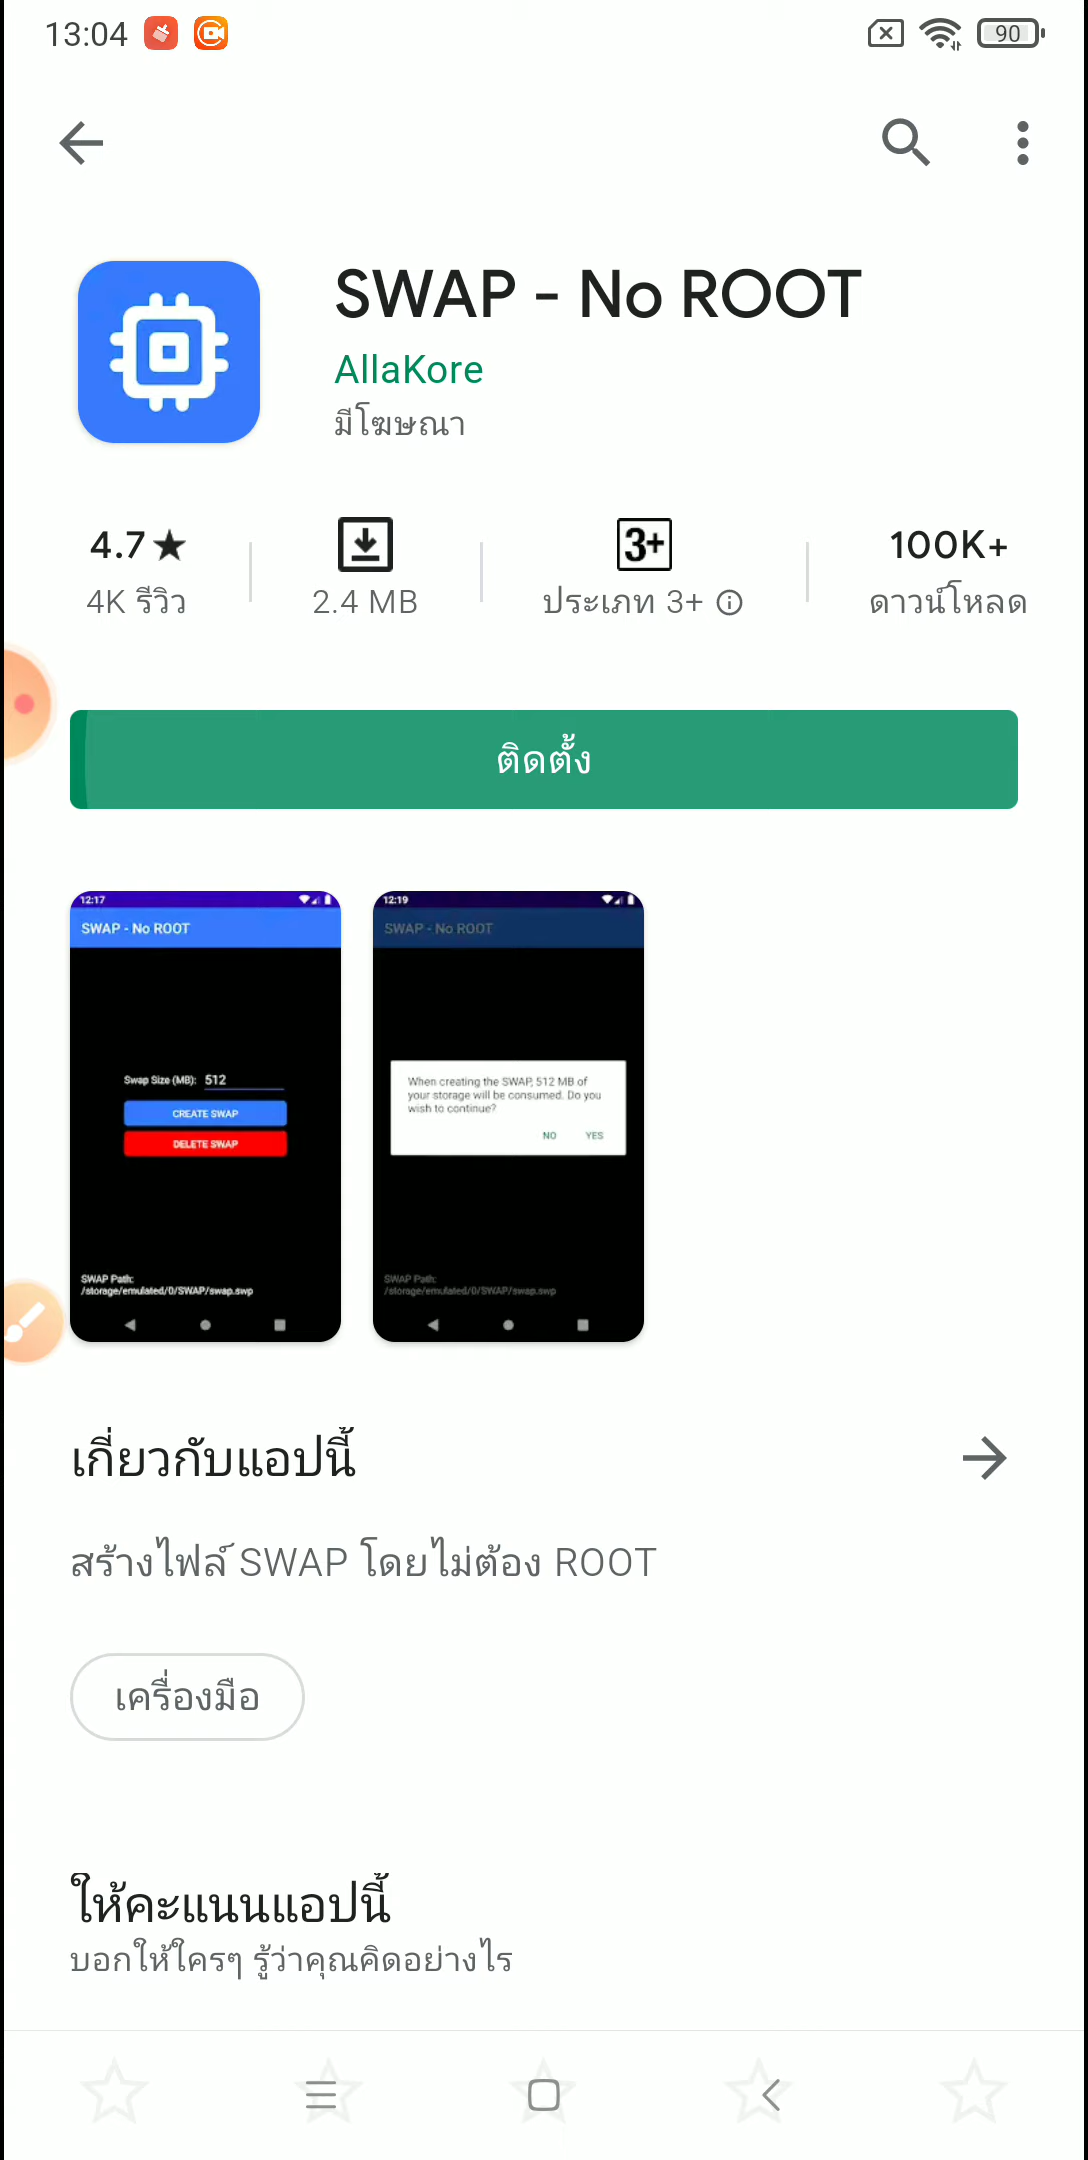 13:04
90
SWAP - No ROOT
AllaKore
มีโฆษณา
4.7★
4K รีวิว
2.4 MB
3+
ประเภท 3+
100K+
ดาวน์โหลด
ติดตั้ง
12:17
SWAP - No ROOT
Swap Size (MB): 512
CREATE SWAP
DELETE SWAP
SWAP Path:
/storage/emulated/0/SWAP/swap.swp
12:19
SWAP - No ROOT
When creating the SWAP, 512 MB of
your storage will be consumed. Do you
wish to continue?
NO YES
SWAP Path:
/storage/emulated/0/SWAP/swap.swp
เกี่ยวกับแอปนี้
สร้างไฟล์ SWAP โดยไม่ต้อง ROOT
เครื่องมือ
ให้คะแนนแอปนี้
บอกให้ใครๆ รู้ว่าคุณคิดอย่างไร